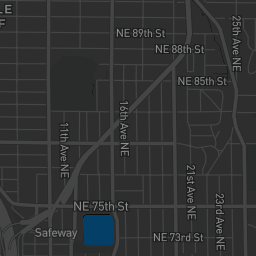 LE
NE 89th St
25th Ave NE
NE 88th St
NE 85th St
16th Ave NE
11th Ave NE
21st Ave NE
23rd Ave NE
NE 75th St
Safeway
NE 73rd St